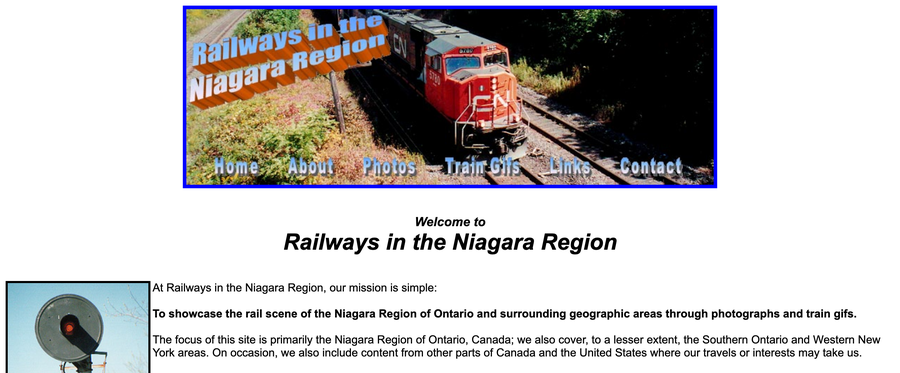 Railways in the
Niagara Region
CN
CN
Home About Photos Train Gifs Links Contact
Welcome to
Railways in the Niagara Region
At Railways in the Niagara Region, our mission is simple:
To showcase the rail scene of the Niagara Region of Ontario and surrounding geographic areas through photographs and train gifs.
The focus of this site is primarily the Niagara Region of Ontario, Canada; we also cover, to a lesser extent, the Southern Ontario and Western New
York areas. On occasion, we also include content from other parts of Canada and the United States where our travels or interests may take us.